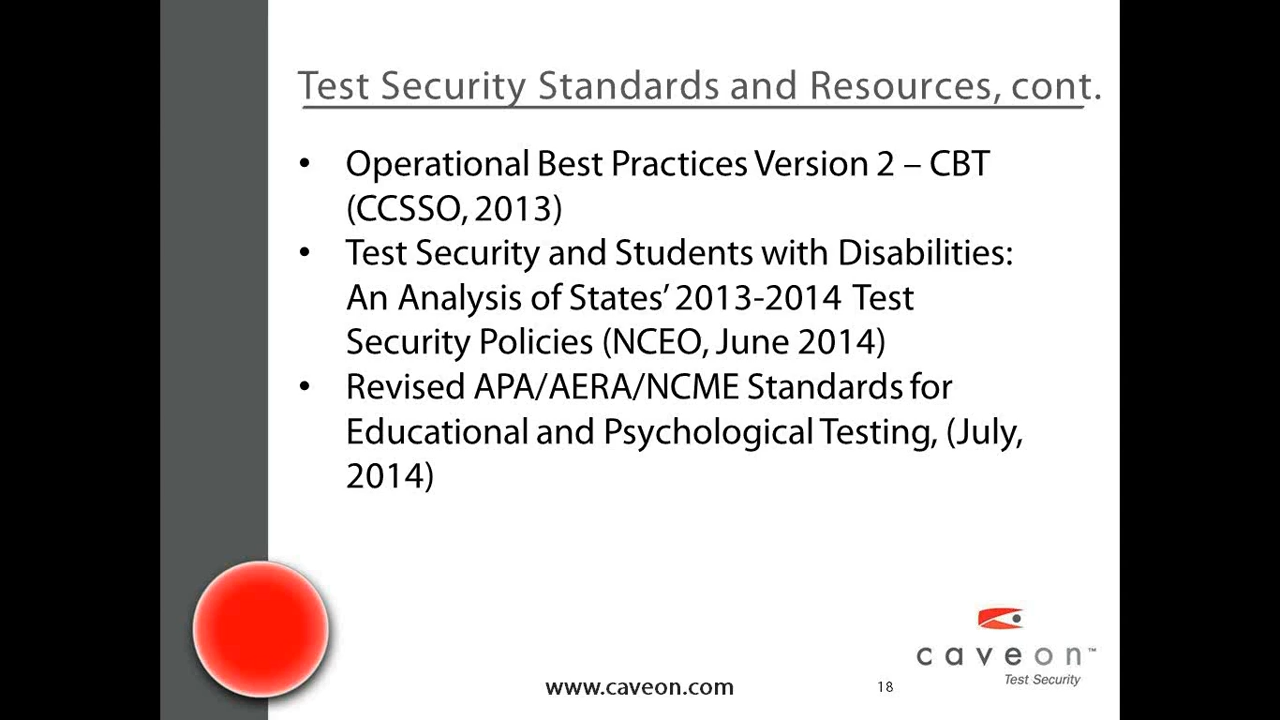 Test Security Standards and Resources, cont.
• Operational Best Practices Version 2 – CBT
(CCSSO, 2013)
• Test Security and Students with Disabilities:
An Analysis of States’ 2013-2014 Test
Security Policies (NCEO, June 2014)
• Revised APA/AERA/NCME Standards for
Educational and Psychological Testing, (July,
2014)
caveon™
Test Security
www.caveon.com
18